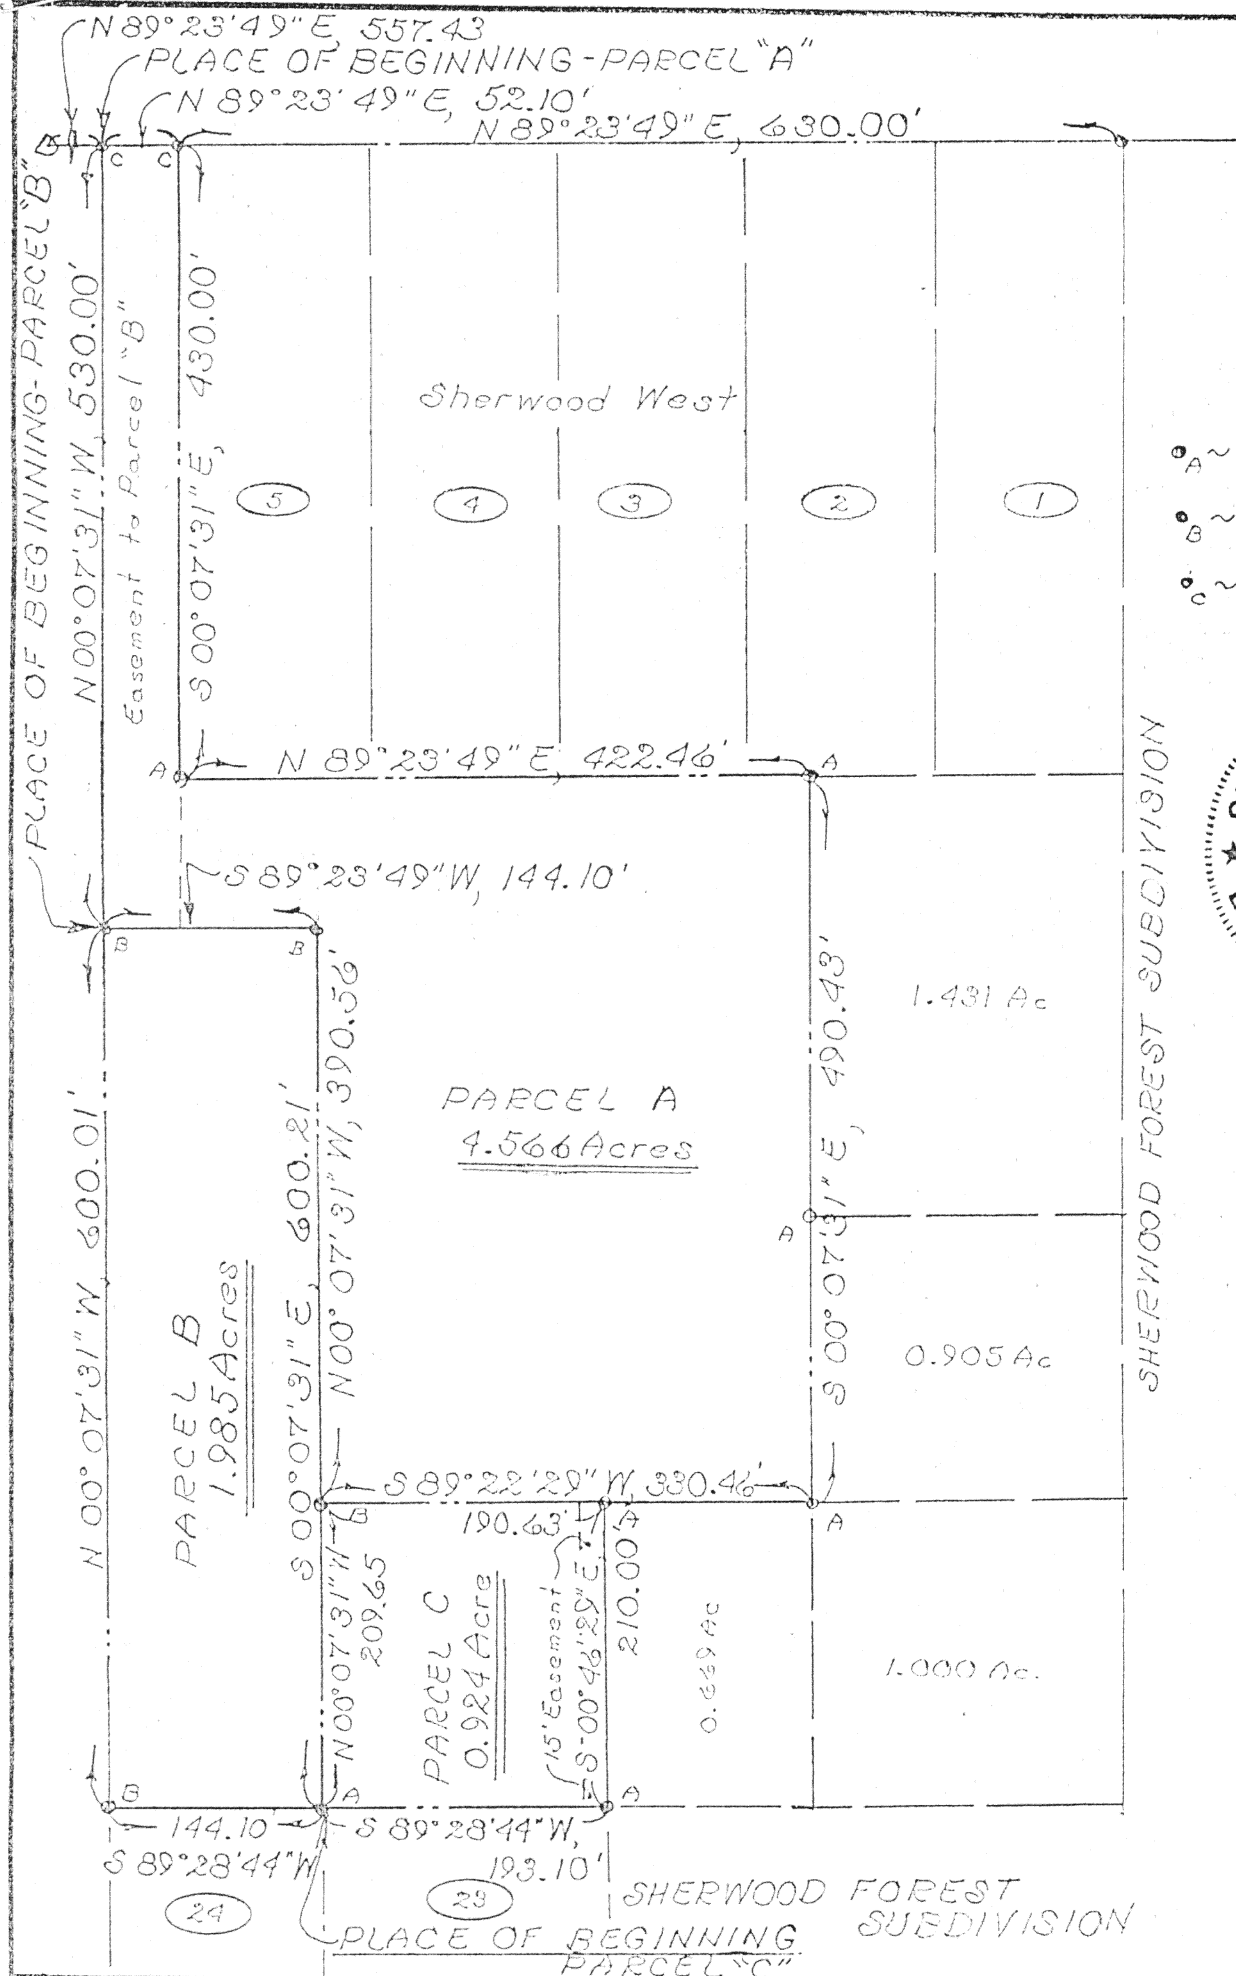 N 89° 23' 49" E, 557.43
PLACE OF BEGINNING - PARCEL "A"
N 89° 23' 49" E, 52.10'
N 89° 23' 49" E, 630.00'
C
C
PLACE OF BEGINNING - PARCEL "B"
N 00° 07' 31" W, 530.00'
Easement to Parcel "B"
S 00° 07' 31" E, 430.00'
Sherwood West
5
4
3
2
1
A ~
B ~
C ~
A
N 89° 23' 49" E, 422.46'
A
S 89° 23' 49" W, 144.10'
B
B
SHERWOOD FOREST SUBDIVISION
1.431 Ac
PARCEL A
4.566 Acres
S 00° 07' 31" E, 490.43'
A
0.905 Ac
N 00° 07' 31" W, 600.01'
PARCEL B
1.985 Acres
S 00° 07' 31" E, 600.21'
N 00° 07' 31" W, 390.56'
S 89° 22' 29" W, 330.46'
B
190.63'
A
A
N 00° 07' 31" W
209.65
PARCEL C
0.924 Acre
15' Easement
S 00° 46' 29" E
210.00'
0.669 Ac
1.000 Ac.
B
A
A
144.10
S 89° 28' 44" W
S 89° 28' 44" W,
193.10'
24
23
SHERWOOD FOREST
SUBDIVISION
PLACE OF BEGINNING
PARCEL "C"